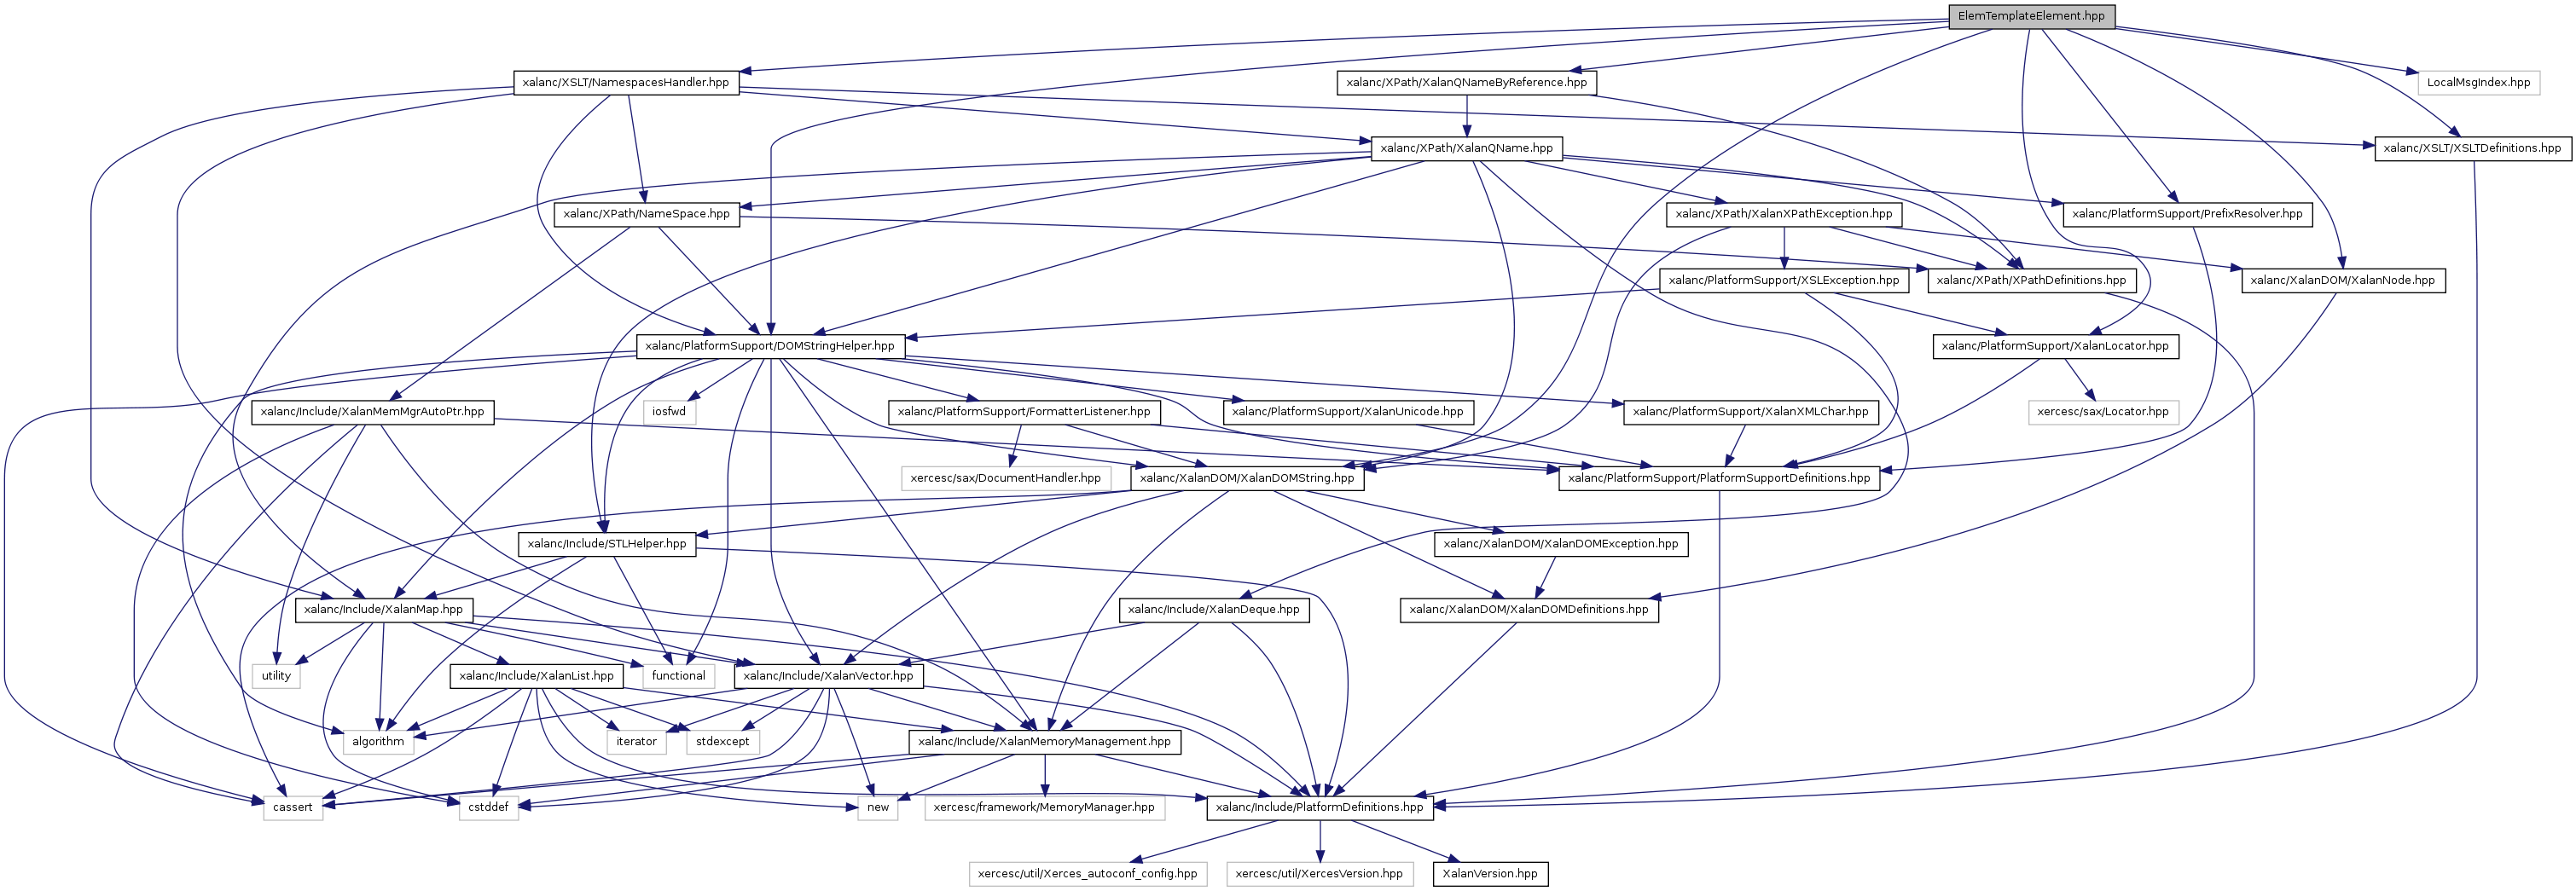 ElemTemplateElement.hpp
xalanc/XSLT/NamespacesHandler.hpp
xalanc/XPath/XalanQNameByReference.hpp
LocalMsgIndex.hpp
xalanc/XPath/XalanQName.hpp
xalanc/XSLT/XSLTDefinitions.hpp
xalanc/XPath/NameSpace.hpp
xalanc/XPath/XalanXPathException.hpp
xalanc/PlatformSupport/PrefixResolver.hpp
xalanc/PlatformSupport/XSLException.hpp
xalanc/XPath/XPathDefinitions.hpp
xalanc/XalanDOM/XalanNode.hpp
xalanc/PlatformSupport/DOMStringHelper.hpp
xalanc/PlatformSupport/XalanLocator.hpp
xalanc/Include/XalanMemMgrAutoPtr.hpp
iosfwd
xalanc/PlatformSupport/FormatterListener.hpp
xalanc/PlatformSupport/XalanUnicode.hpp
xalanc/PlatformSupport/XalanXMLChar.hpp
xercesc/sax/Locator.hpp
xercesc/sax/DocumentHandler.hpp
xalanc/XalanDOM/XalanDOMString.hpp
xalanc/PlatformSupport/PlatformSupportDefinitions.hpp
xalanc/Include/STLHelper.hpp
xalanc/XalanDOM/XalanDOMException.hpp
xalanc/Include/XalanMap.hpp
xalanc/Include/XalanDeque.hpp
xalanc/XalanDOM/XalanDOMDefinitions.hpp
utility
xalanc/Include/XalanList.hpp
functional
xalanc/Include/XalanVector.hpp
algorithm
iterator
stdexcept
xalanc/Include/XalanMemoryManagement.hpp
cassert
cstddef
new
xercesc/framework/MemoryManager.hpp
xalanc/Include/PlatformDefinitions.hpp
xercesc/util/Xerces_autoconf_config.hpp
xercesc/util/XercesVersion.hpp
XalanVersion.hpp